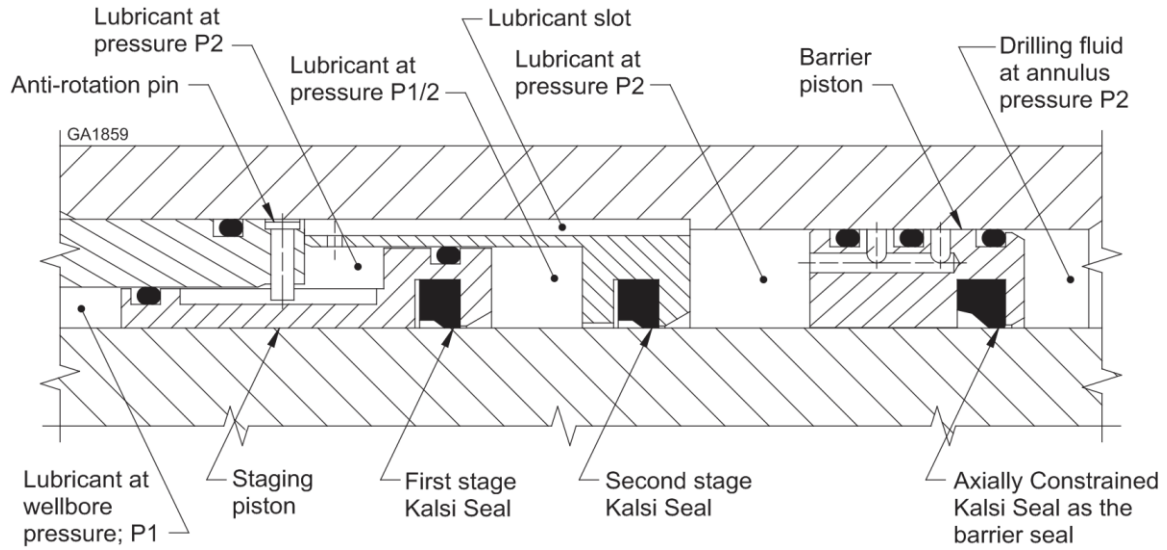 Lubricant at
pressure P2
Lubricant slot
Lubricant at
pressure P1/2
Lubricant at
pressure P2
Barrier
piston
Drilling fluid
at annulus
pressure P2
Anti-rotation pin
GA1859
Lubricant at
wellbore
pressure; P1
Staging
piston
First stage
Kalsi Seal
Second stage
Kalsi Seal
Axially Constrained
Kalsi Seal as the
barrier seal